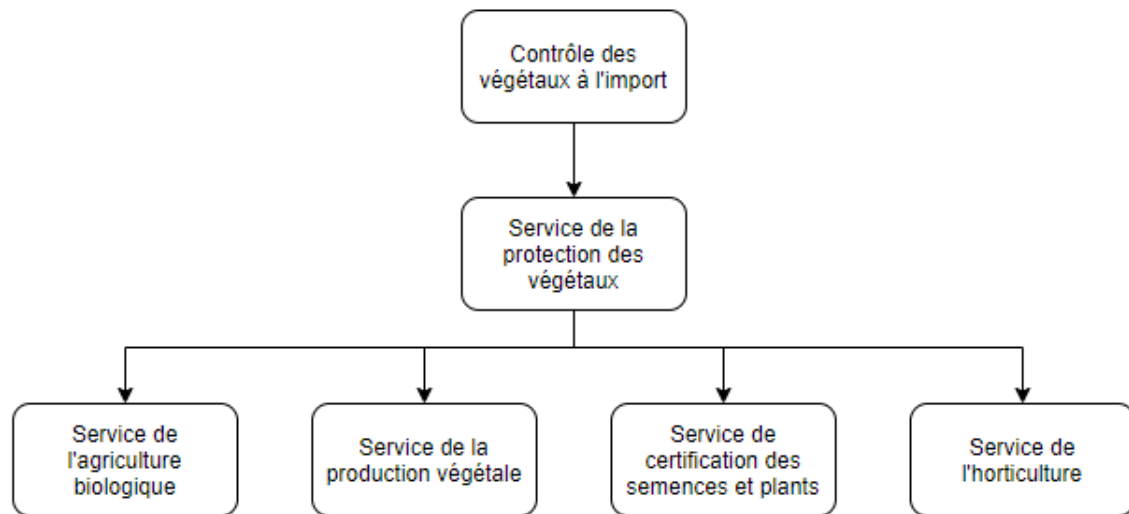 Contrôle des
végétaux à l'import
Service de la
protection des
végétaux
Service de
l'agriculture
biologique
Service de la
production végétale
Service de
certification des
semences et plants
Service de
l'horticulture